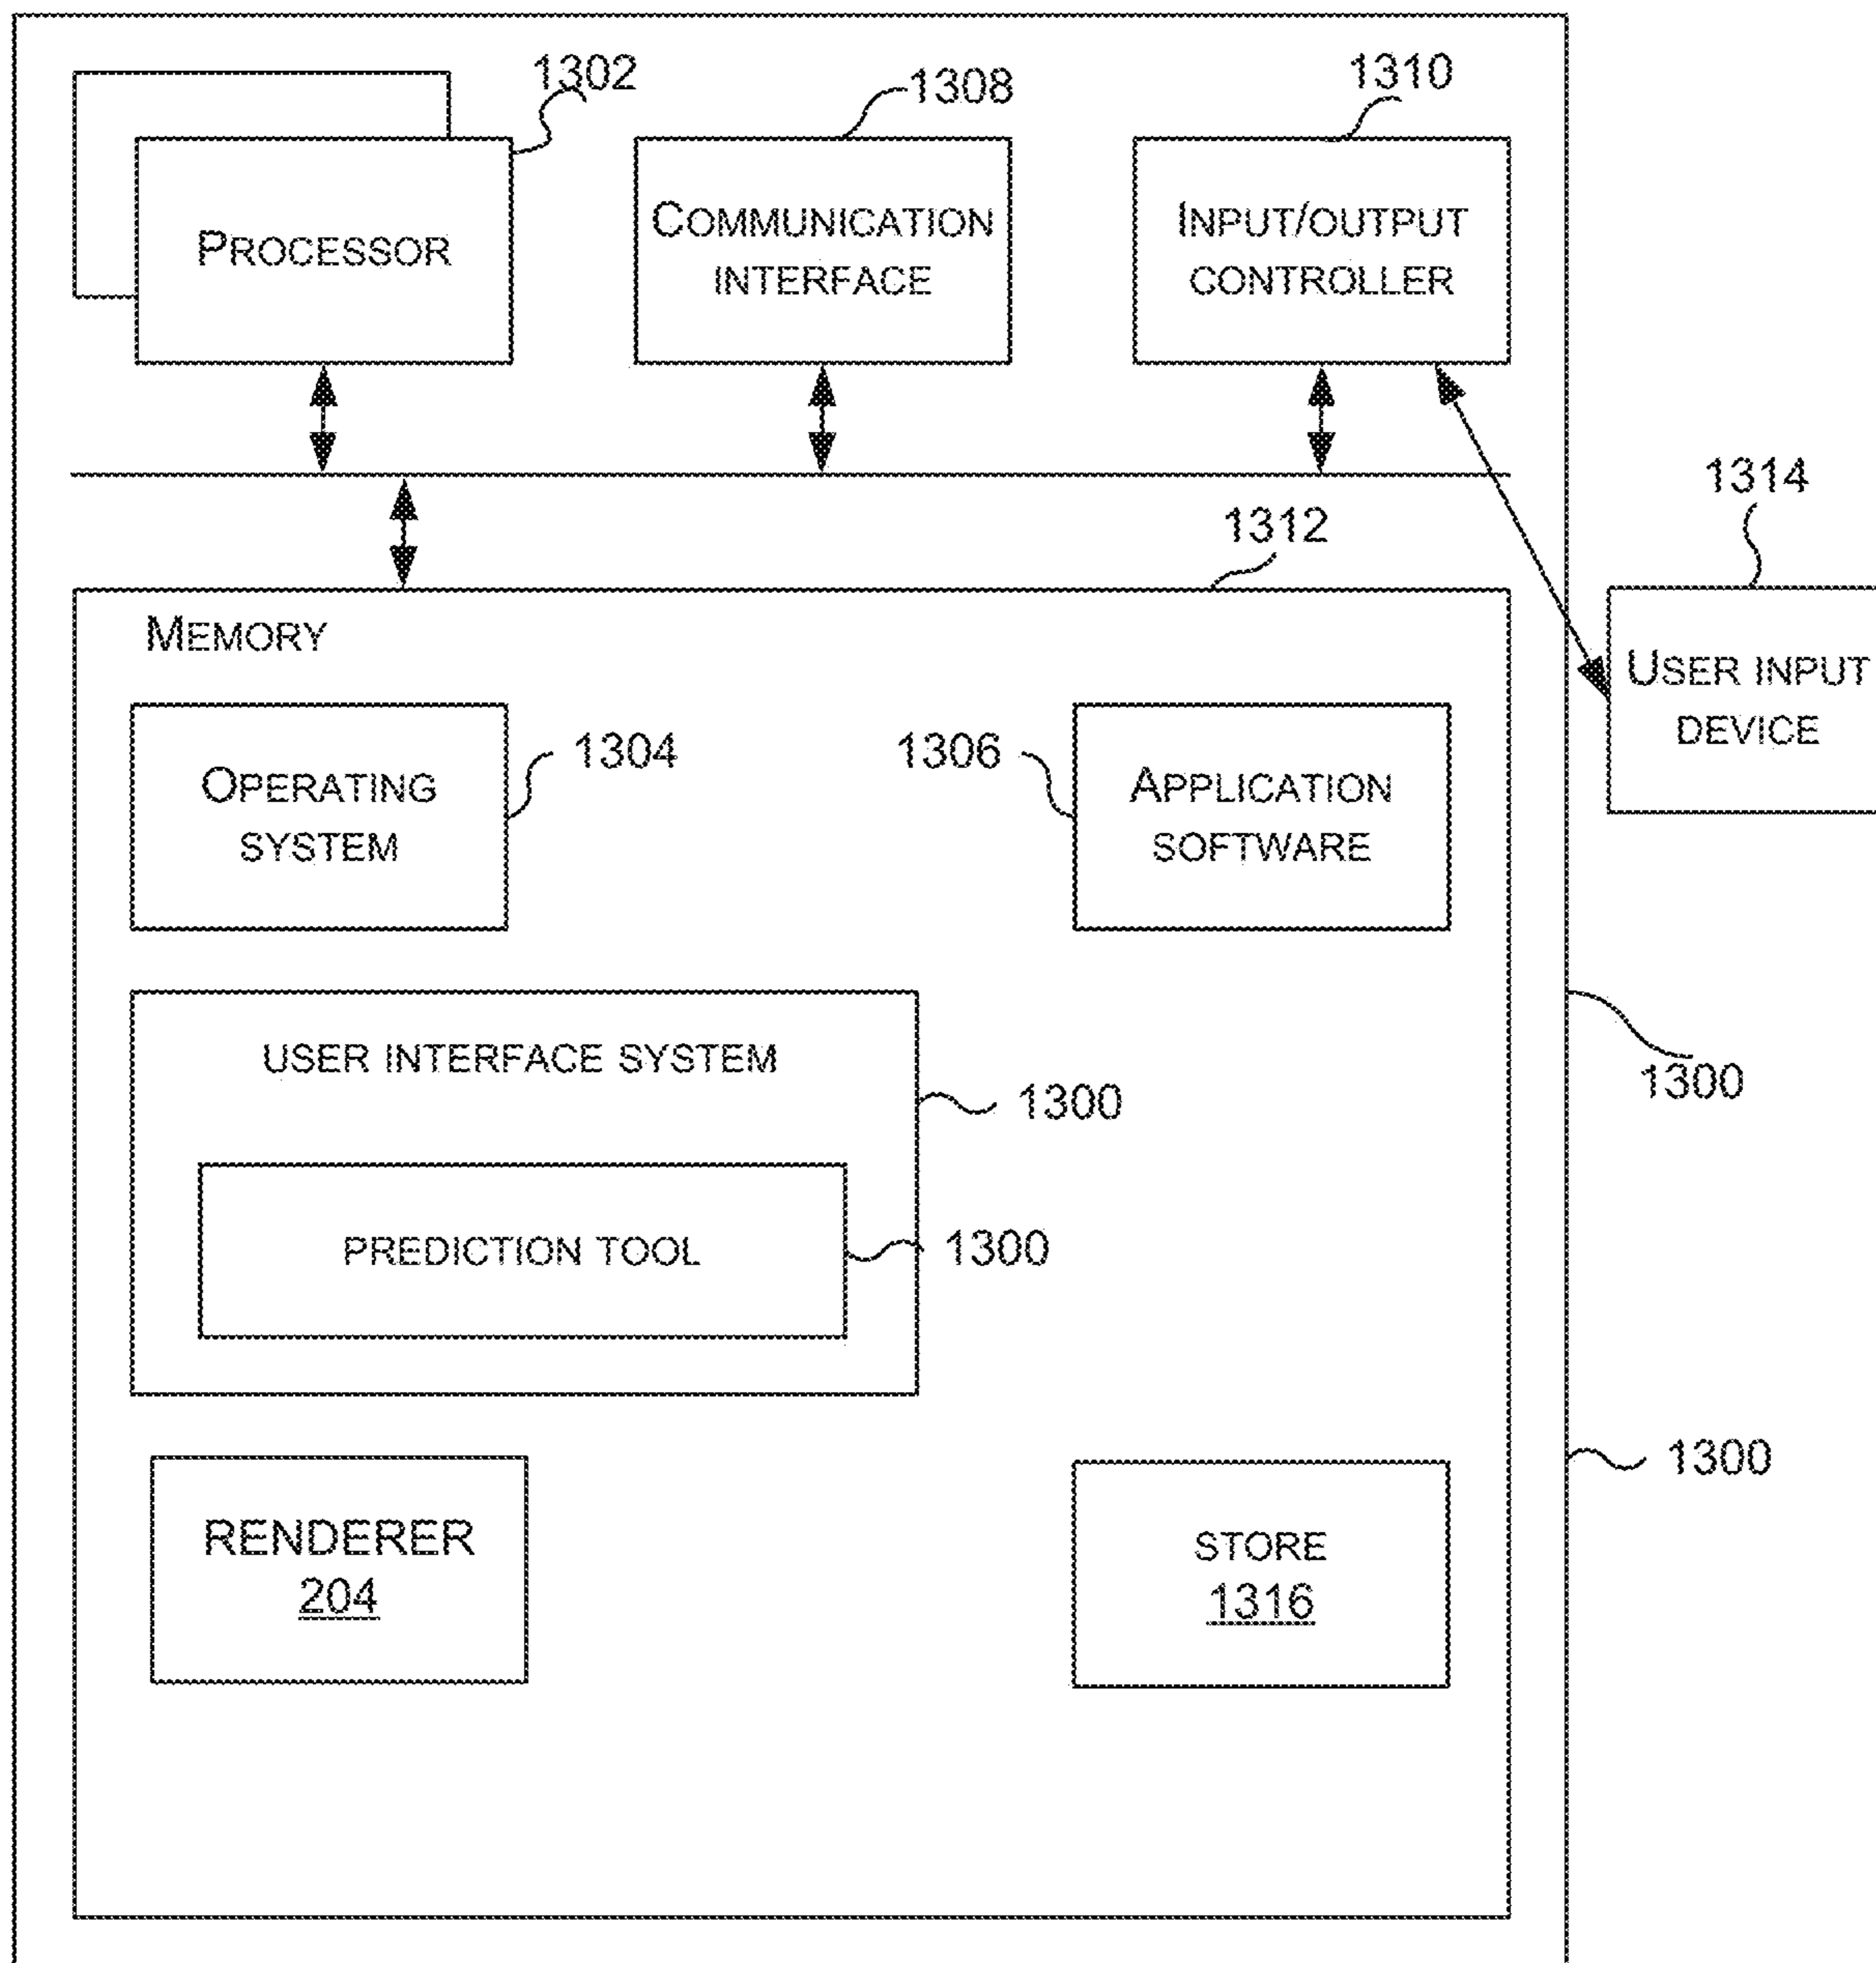 1302
1308
1310
PROCESSOR
COMMUNICATION
INTERFACE
INPUT/OUTPUT
CONTROLLER
1314
1312
MEMORY
USER INPUT
DEVICE
1304
1306
OPERATING
SYSTEM
APPLICATION
SOFTWARE
USER INTERFACE SYSTEM
1300
1300
PREDICTION TOOL
1300
1300
RENDERER
204
STORE
1316